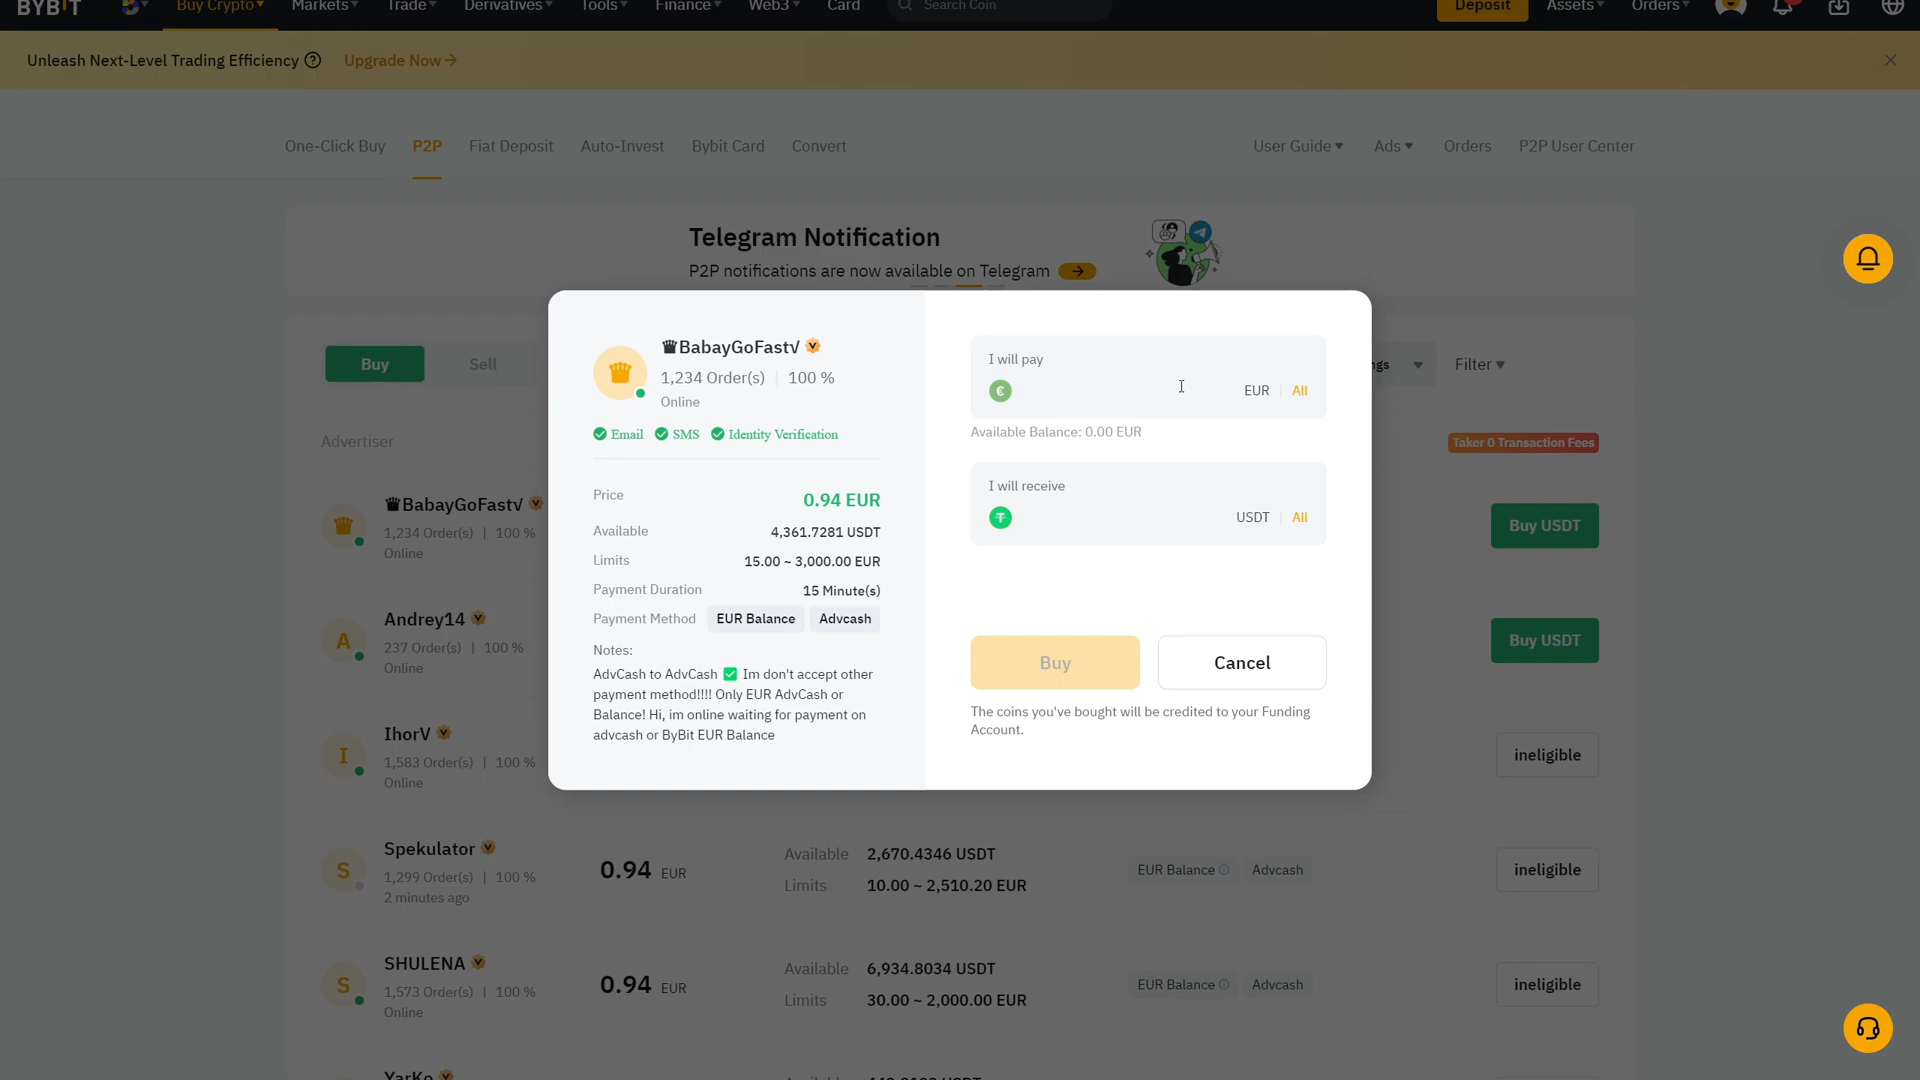 BYBIT Buy Crypto Markets Trade Derivatives Tools Finance Web3 Card Search Coin Deposit Assets Orders
Unleash Next-Level Trading Efficiency Upgrade Now →
One-Click Buy P2P Fiat Deposit Auto-Invest Bybit Card Convert User Guide Ads Orders P2P User Center
Telegram Notification
P2P notifications are now available on Telegram
Buy Sell Filter
Advertiser Taker 0 Transaction Fees
♛BabayGoFast√
1,234 Order(s) | 100 %
Online
Buy USDT
Andrey14
237 Order(s) | 100 %
Online
Buy USDT
IhorV
1,583 Order(s) | 100 %
Online
ineligible
♛BabayGoFast√
1,234 Order(s) | 100 %
Online
Email SMS Identity Verification
Price 0.94 EUR
Available 4,361.7281 USDT
Limits 15.00 ~ 3,000.00 EUR
Payment Duration 15 Minute(s)
Payment Method EUR Balance Advcash
Notes:
AdvCash to AdvCash ✅ Im don't accept other
payment method!!!! Only EUR AdvCash or
Balance! Hi, im online waiting for payment on
advcash or ByBit EUR Balance
I will pay
€ EUR | All
Available Balance: 0.00 EUR
I will receive
USDT | All
Buy Cancel
The coins you've bought will be credited to your Funding
Account.
Spekulator
1,299 Order(s) | 100 %
2 minutes ago
0.94 EUR
Available 2,670.4346 USDT
Limits 10.00 ~ 2,510.20 EUR
EUR Balance Advcash
ineligible
SHULENA
1,573 Order(s) | 100 %
Online
0.94 EUR
Available 6,934.8034 USDT
Limits 30.00 ~ 2,000.00 EUR
EUR Balance Advcash
ineligible
YarKo